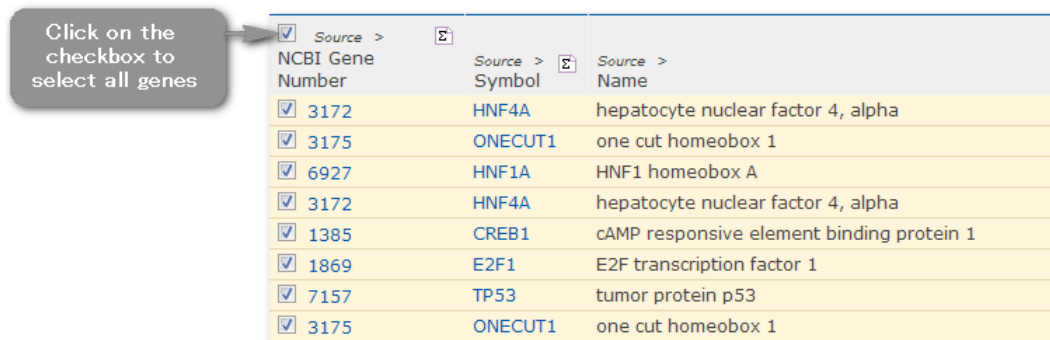 Click on the
checkbox to
select all genes
Source > Σ
NCBI Gene
Number
Source > Σ
Symbol
Source >
Name
3172 HNF4A hepatocyte nuclear factor 4, alpha
3175 ONECUT1 one cut homeobox 1
6927 HNF1A HNF1 homeobox A
3172 HNF4A hepatocyte nuclear factor 4, alpha
1385 CREB1 cAMP responsive element binding protein 1
1869 E2F1 E2F transcription factor 1
7157 TP53 tumor protein p53
3175 ONECUT1 one cut homeobox 1